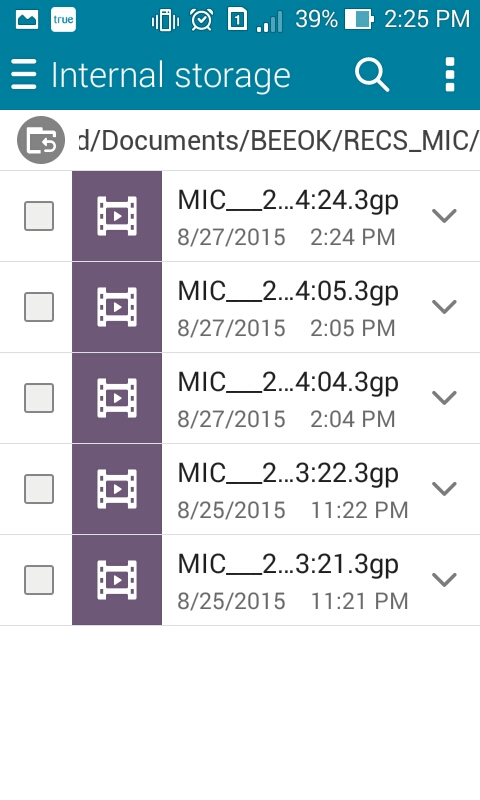 true 1 39% 2:25 PM
Internal storage
d/Documents/BEEOK/RECS_MIC/
MIC___2...4:24.3gp
8/27/2015 2:24 PM
MIC___2...4:05.3gp
8/27/2015 2:05 PM
MIC___2...4:04.3gp
8/27/2015 2:04 PM
MIC___2...3:22.3gp
8/25/2015 11:22 PM
MIC___2...3:21.3gp
8/25/2015 11:21 PM